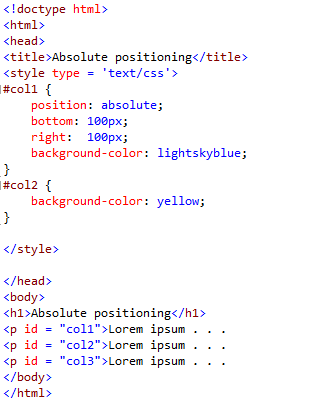 <!doctype html>
<html>
<head>
<title>Absolute positioning</title>
<style type = 'text/css'>
#col1 {
    position: absolute;
    bottom: 100px;
    right:  100px;
    background-color: lightskyblue;
}
#col2 {
    background-color: yellow;
}

</style>

</head>
<body>
<h1>Absolute positioning</h1>
<p id = "col1">Lorem ipsum . . .
<p id = "col2">Lorem ipsum . . .
<p id = "col3">Lorem ipsum . . .
</body>
</html>